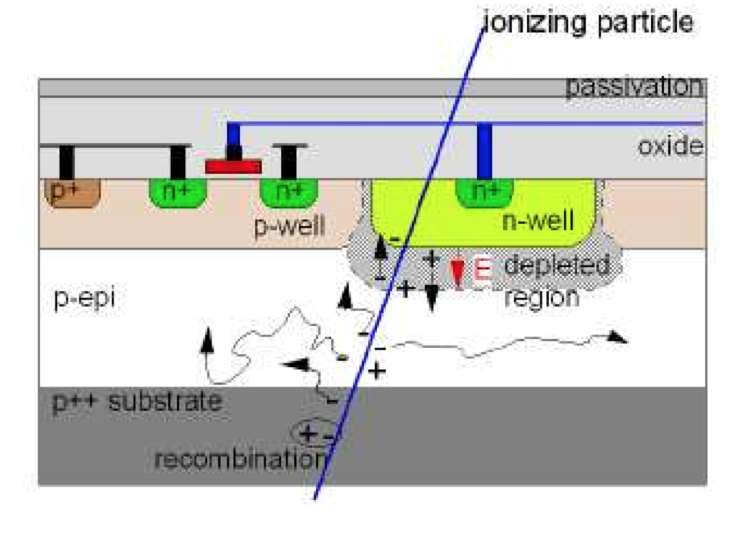 ionizing particle
passivation
oxide
p+
n+
n+
n+
p-well
n-well
-
-
+
+
E
depleted
region
p-epi
-
-
-
+
-
p++ substrate
+ -
recombination